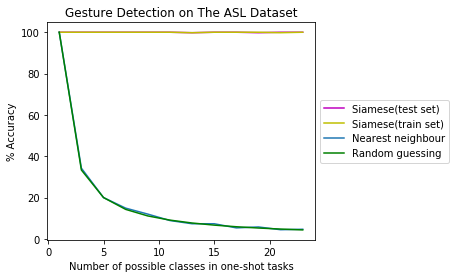 Gesture Detection on The ASL Dataset
100
80
60
40
20
0
% Accuracy
0 5 10 15 20
Number of possible classes in one-shot tasks
Siamese(test set)
Siamese(train set)
Nearest neighbour
Random guessing